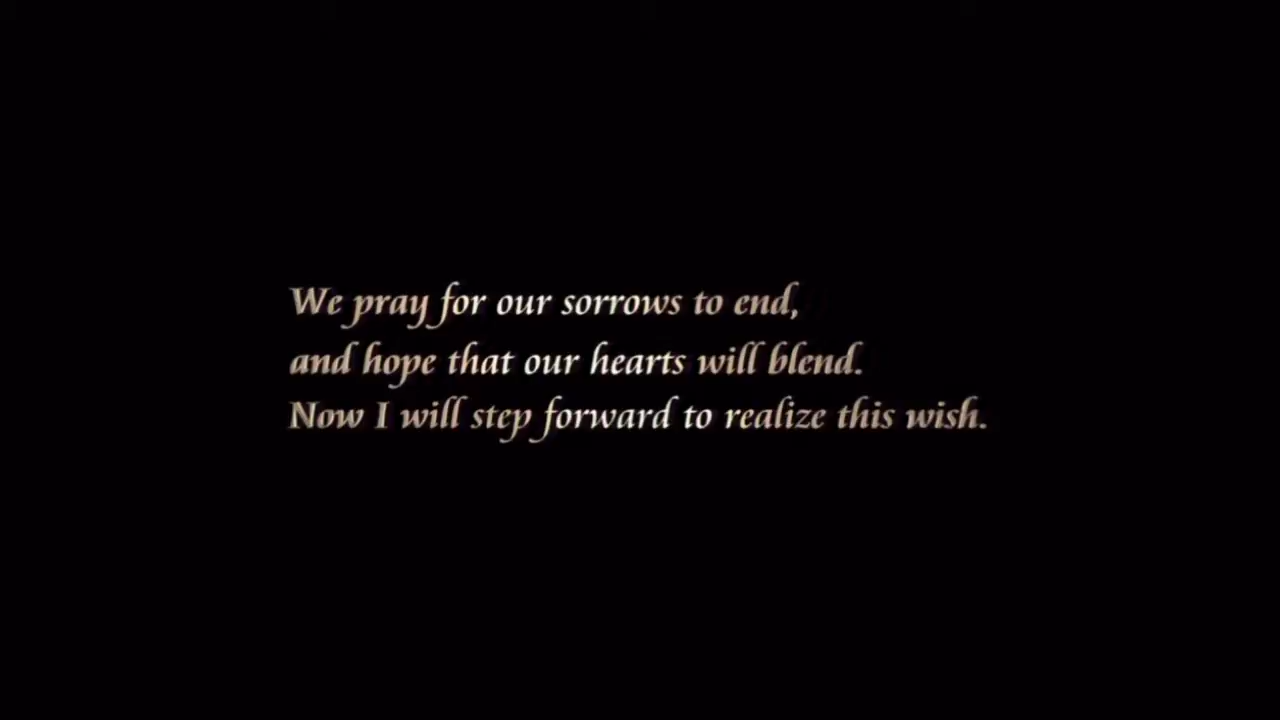 We pray for our sorrows to end,
and hope that our hearts will blend.
Now I will step forward to realize this wish.